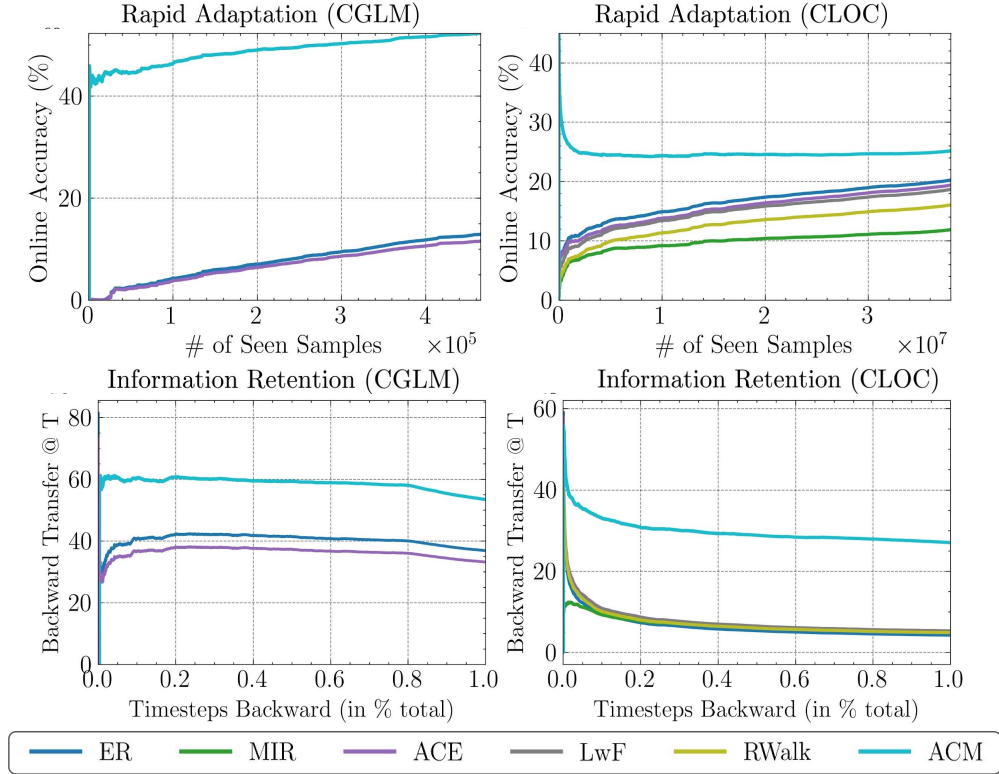 Rapid Adaptation (CGLM)
Online Accuracy (%)
40
20
0
0 1 2 3 4
# of Seen Samples ×10⁵
Rapid Adaptation (CLOC)
Online Accuracy (%)
40
30
20
10
0
0 1 2 3
# of Seen Samples ×10⁷
Information Retention (CGLM)
Backward Transfer @ T
80
60
40
20
0
0.0 0.2 0.4 0.6 0.8 1.0
Timesteps Backward (in % total)
Information Retention (CLOC)
Backward Transfer @ T
60
40
20
0
0.0 0.2 0.4 0.6 0.8 1.0
Timesteps Backward (in % total)
ER MIR ACE LwF RWalk ACM